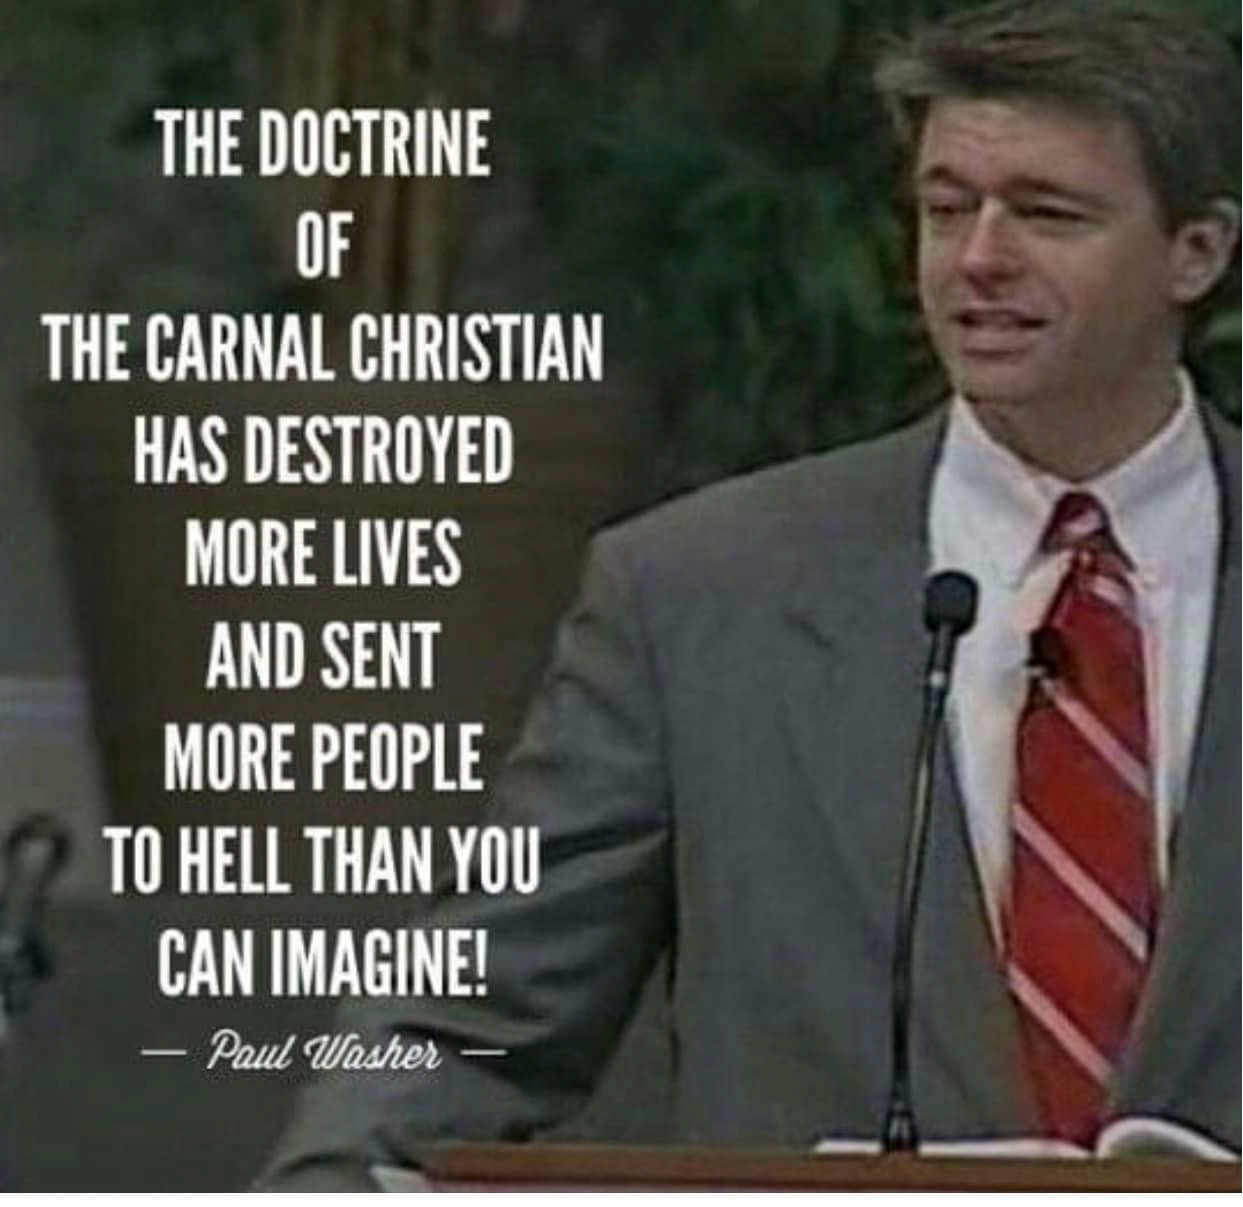 THE DOCTRINE
OF
THE CARNAL CHRISTIAN
HAS DESTROYED
MORE LIVES
AND SENT
MORE PEOPLE
TO HELL THAN YOU
CAN IMAGINE!
— Paul Washer —